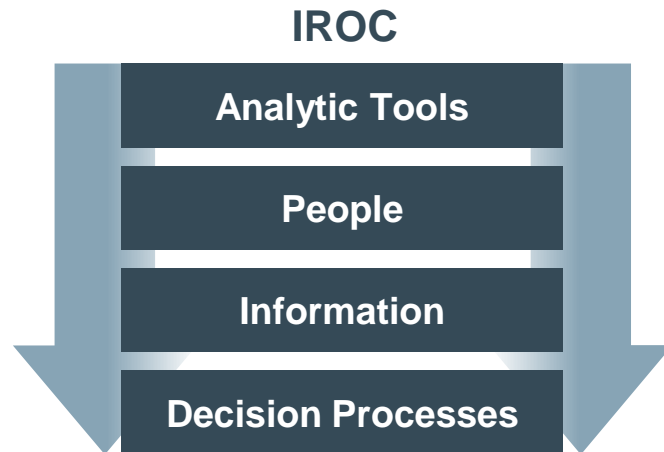 IROC
Analytic Tools
People
Information
Decision Processes